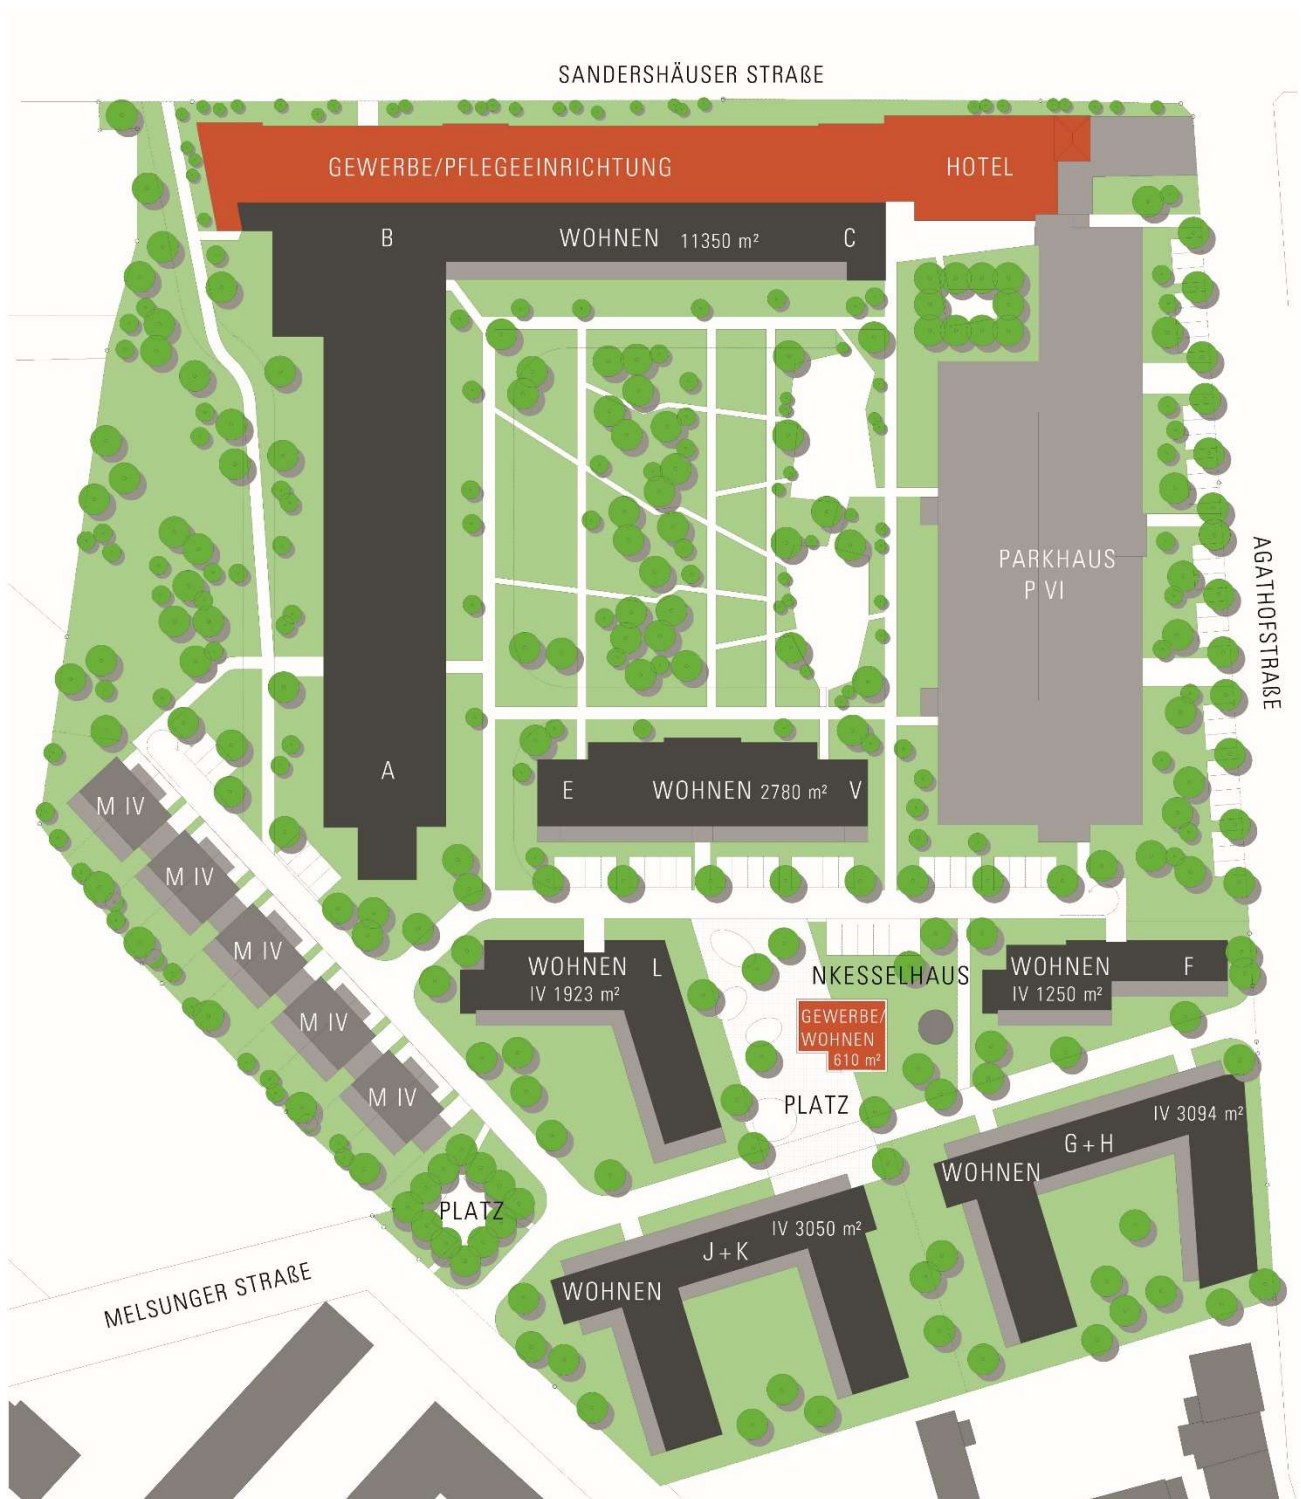 SANDERSHÄUSER STRAßE
GEWERBE/PFLEGEEINRICHTUNG
HOTEL
B
WOHNEN 11350 m²
C
PARKHAUS
P VI
AGATHOFSTRAßE
A
E
WOHNEN 2780 m²
V
M IV
M IV
M IV
M IV
M IV
WOHNEN L
IV 1923 m²
NKESSELHAUS
GEWERBE/
WOHNEN
610 m²
WOHNEN F
IV 1250 m²
PLATZ
IV 3094 m²
G + H
WOHNEN
PLATZ
IV 3050 m²
J + K
WOHNEN
MELSUNGER STRAßE